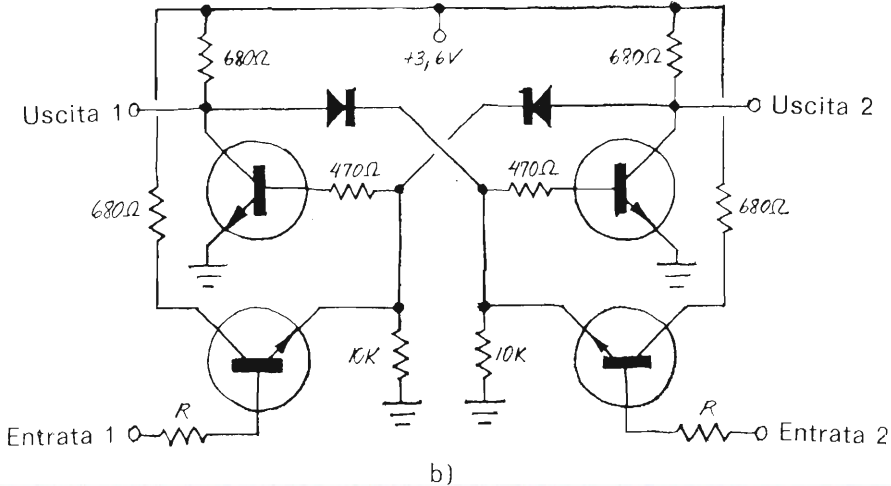 680Ω
+3,6V
680Ω
Uscita 1
Uscita 2
470Ω
470Ω
680Ω
680Ω
10K
10K
Entrata 1
R
R
Entrata 2
b)